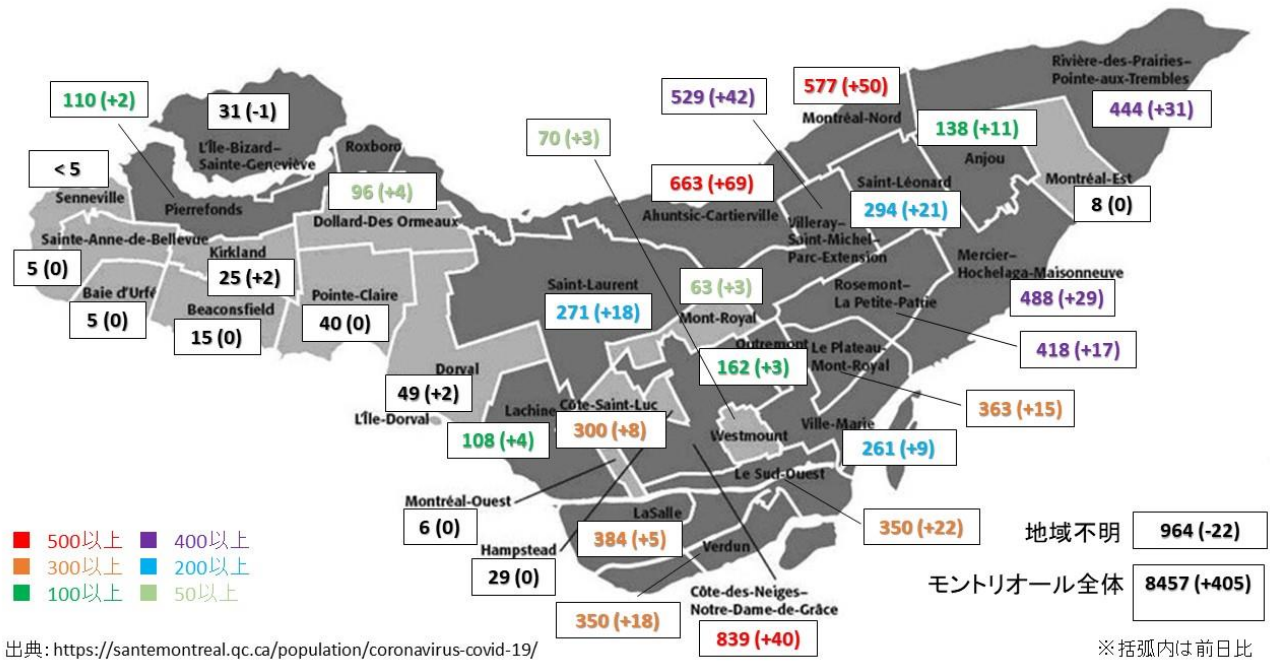 110 (+2)
31 (-1)
L'Île-Bizard–
Sainte-Geneviève
Roxboro
< 5
Senneville
Pierrefonds
96 (+4)
Dollard-Des Ormeaux
Sainte-Anne-de-Bellevue
5 (0)
Kirkland
25 (+2)
Baie d'Urfé
5 (0)
Beaconsfield
15 (0)
Pointe-Claire
40 (0)
529 (+42)
577 (+50)
Montréal-Nord
Rivière-des-Prairies–
Pointe-aux-Trembles
444 (+31)
70 (+3)
138 (+11)
Anjou
663 (+69)
Ahuntsic-Cartierville
Saint-Léonard
294 (+21)
Montréal-Est
8 (0)
Villeray–
Saint-Michel–
Parc-Extension
Mercier–
Hochelaga-Maisonneuve
488 (+29)
Saint-Laurent
271 (+18)
63 (+3)
Mont-Royal
Rosemont–
La Petite-Patrie
418 (+17)
Outremont
162 (+3)
Le Plateau-
Mont-Royal
363 (+15)
Dorval
49 (+2)
L'Île-Dorval
Lachine
108 (+4)
Côte-Saint-Luc
300 (+8)
Westmount
Ville-Marie
261 (+9)
Le Sud-Ouest
350 (+22)
Montréal-Ouest
6 (0)
Hampstead
29 (0)
LaSalle
384 (+5)
Verdun
350 (+18)
Côte-des-Neiges–
Notre-Dame-de-Grâce
839 (+40)
500以上 400以上
300以上 200以上
100以上 50以上
地域不明 964 (-22)
モントリオール全体 8457 (+405)
出典: https://santemontreal.qc.ca/population/coronavirus-covid-19/
※括弧内は前日比